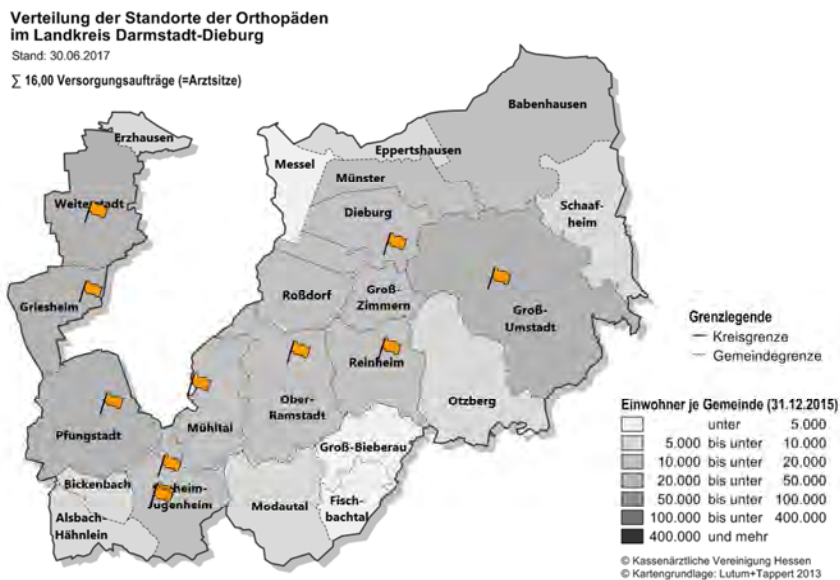 Verteilung der Standorte der Orthopäden
im Landkreis Darmstadt-Dieburg
Stand: 30.06.2017
∑ 16,00 Versorgungsaufträge (=Arztsitze)
Babenhausen
Erzhausen
Eppertshausen
Messel
Münster
Weiterstadt
Dieburg
Schaaf-
heim
Roßdorf
Groß-
Zimmern
Griesheim
Groß-
Umstadt
Reinheim
Otzberg
Ober-
Ramstadt
Mühltal
Pfungstadt
Groß-Bieberau
Bickenbach
heim-
Jugenheim
Modautal
Fisch-
bachtal
Alsbach-
Hähnlein
Grenzlegende
Kreisgrenze
Gemeindegrenze
Einwohner je Gemeinde (31.12.2015)
unter 5.000
5.000 bis unter 10.000
10.000 bis unter 20.000
20.000 bis unter 50.000
50.000 bis unter 100.000
100.000 bis unter 400.000
400.000 und mehr
© Kassenärztliche Vereinigung Hessen
© Kartengrundlage: Lutum+Tappert 2013